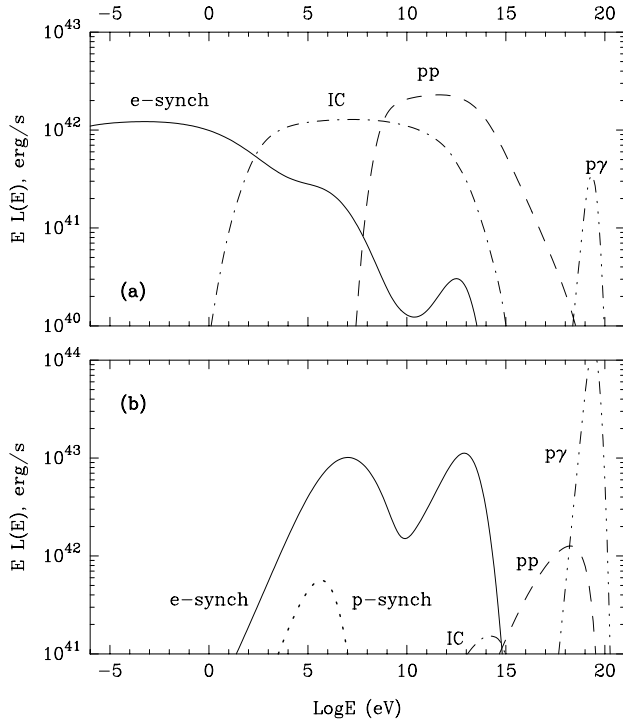 −5 0 5 10 15 20
10^43
10^42
10^41
10^40
E L(E), erg/s
e−synch
IC
pp
pγ
(a)
10^44
10^43
10^42
10^41
E L(E), erg/s
(b)
pγ
pp
e−synch
p−synch
IC
−5 0 5 10 15 20
LogE (eV)